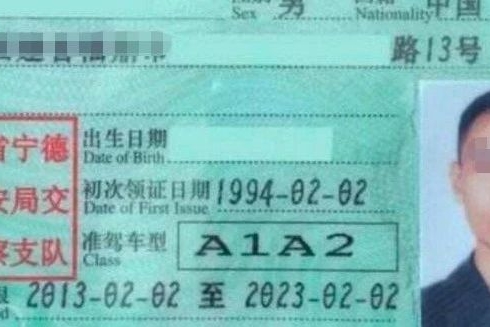 Sex 男 Nationality 中国
路13号
出生日期
Date of Birth
初次领证日期 1994-02-02
Date of First Issue
准驾车型 A1A2
Class
2013-02-02 至 2023-02-02
省宁德
安局交
察支队